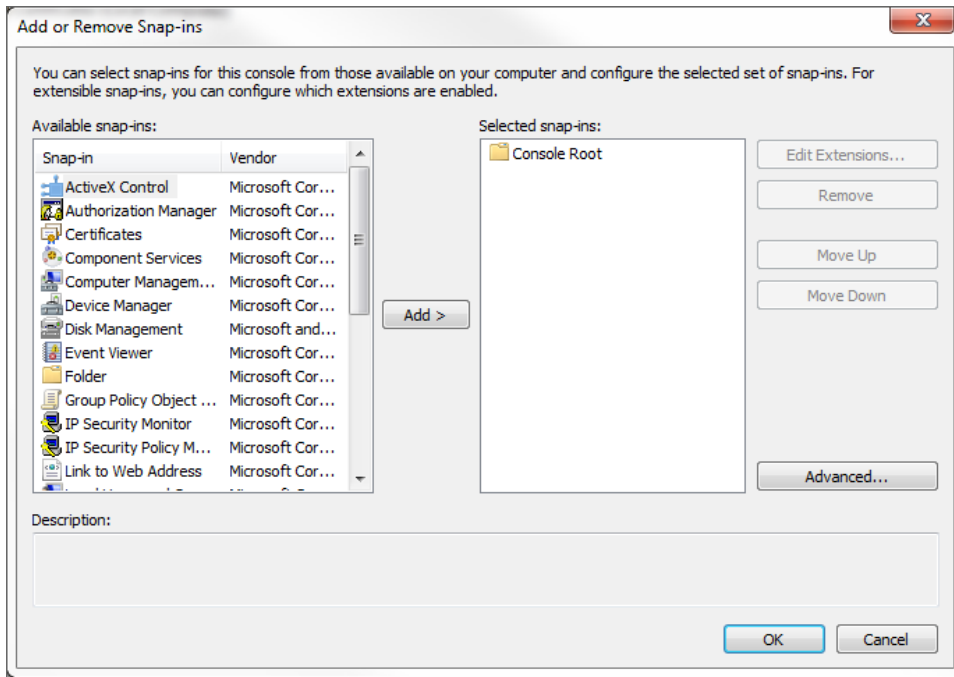 Add or Remove Snap-ins
You can select snap-ins for this console from those available on your computer and configure the selected set of snap-ins. For
extensible snap-ins, you can configure which extensions are enabled.
Available snap-ins:
Selected snap-ins:
Snap-in Vendor
Console Root
Edit Extensions...
ActiveX Control Microsoft Cor...
Remove
Authorization Manager Microsoft Cor...
Certificates Microsoft Cor...
Component Services Microsoft Cor...
Move Up
Computer Managem... Microsoft Cor...
Move Down
Device Manager Microsoft Cor...
Add >
Disk Management Microsoft and...
Event Viewer Microsoft Cor...
Folder Microsoft Cor...
Group Policy Object ... Microsoft Cor...
IP Security Monitor Microsoft Cor...
IP Security Policy M... Microsoft Cor...
Link to Web Address Microsoft Cor...
Advanced...
Description:
OK
Cancel